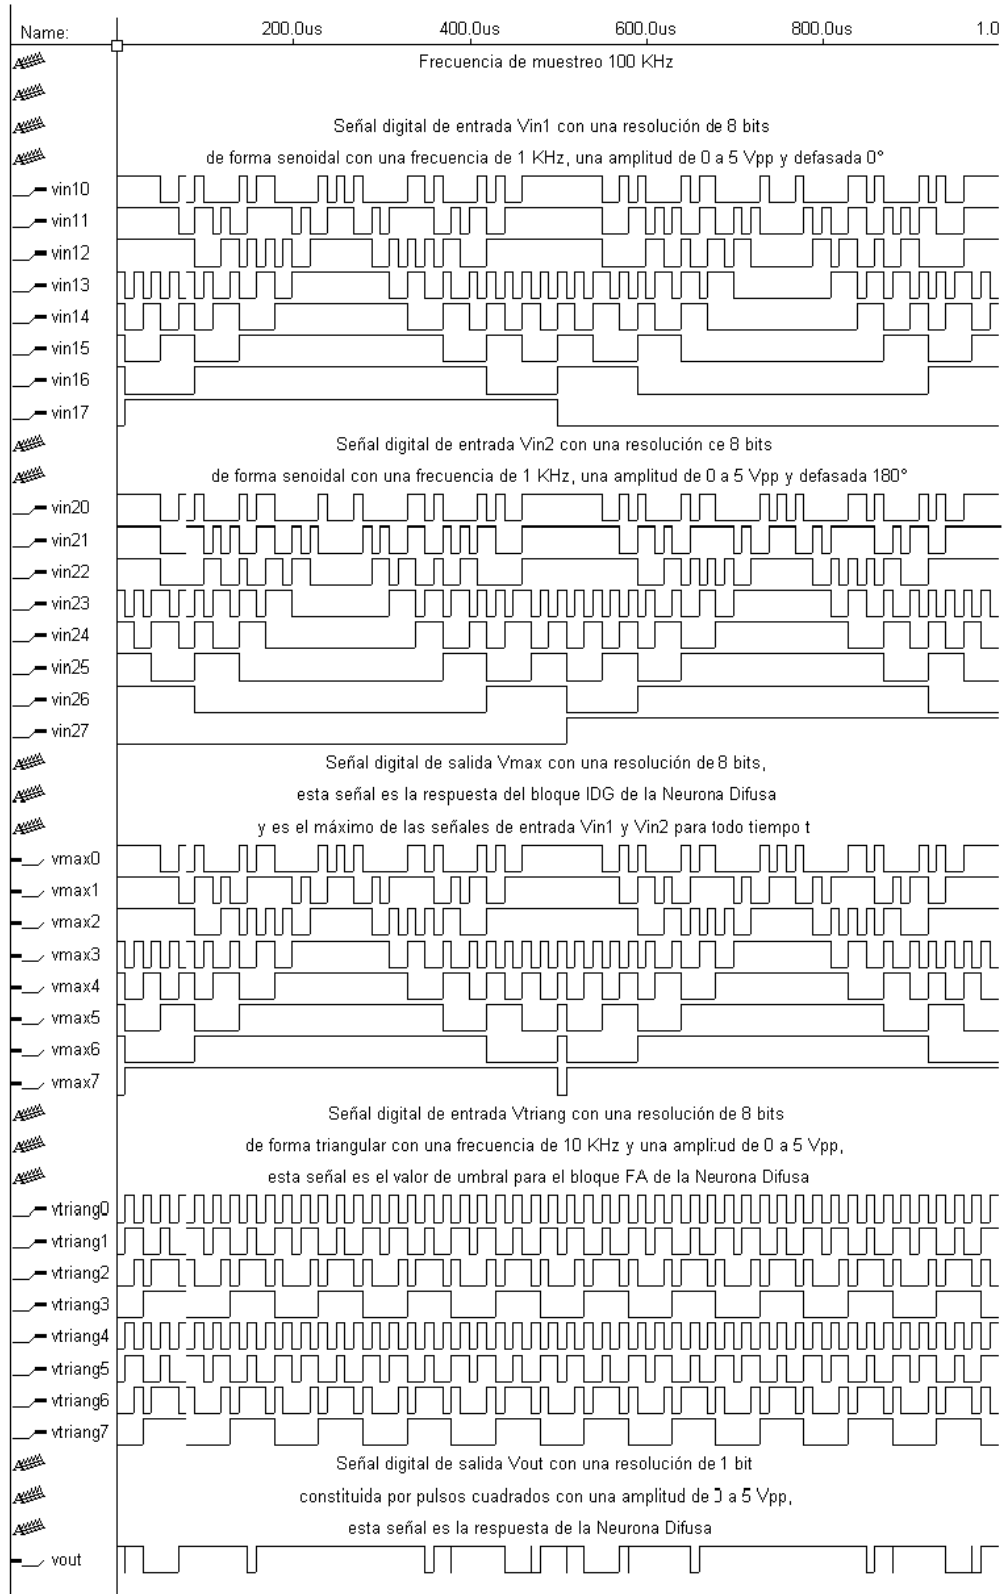 Name:
200.0us 400.0us 600.0us 800.0us 1.0
Frecuencia de muestreo 100 KHz
Señal digital de entrada Vin1 con una resolución de 8 bits
de forma senoidal con una frecuencia de 1 KHz, una amplitud de 0 a 5 Vpp y defasada 0°
vin10
vin11
vin12
vin13
vin14
vin15
vin16
vin17
Señal digital de entrada Vin2 con una resolución ce 8 bits
de forma senoidal con una frecuencia de 1 KHz, una amplitud de 0 a 5 Vpp y defasada 180°
vin20
vin21
vin22
vin23
vin24
vin25
vin26
vin27
Señal digital de salida Vmax con una resolución de 8 bits,
esta señal es la respuesta del bloque IDG de la Neurona Difusa
y es el máximo de las señales de entrada Vin1 y Vin2 para todo tiempo t
vmax0
vmax1
vmax2
vmax3
vmax4
vmax5
vmax6
vmax7
Señal digital de entrada Vtriang con una resolución de 8 bits
de forma triangular con una frecuencia de 10 KHz y una amplitud de 0 a 5 Vpp,
esta señal es el valor de umbral para el bloque FA de la Neurona Difusa
vtriang0
vtriang1
vtriang2
vtriang3
vtriang4
vtriang5
vtriang6
vtriang7
Señal digital de salida Vout con una resolución de 1 bit
constituida por pulsos cuadrados con una amplitud de 0 a 5 Vpp,
esta señal es la respuesta de la Neurona Difusa
vout